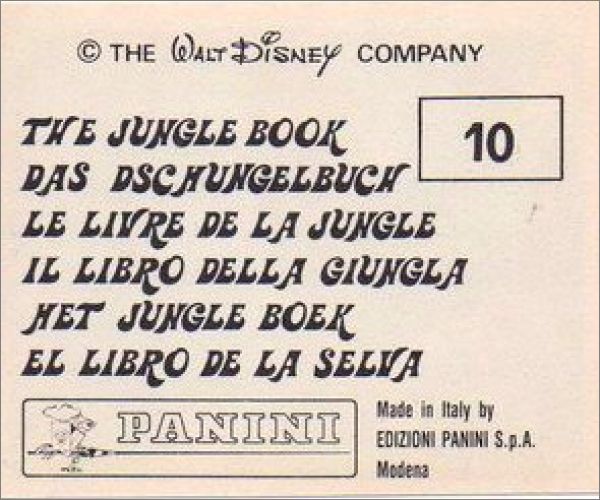 © THE WALT DISNEY COMPANY
THE JUNGLE BOOK
10
DAS DSCHUNGELBUCH
LE LIVRE DE LA JUNGLE
IL LIBRO DELLA GIUNGLA
HET JUNGLE BOEK
EL LIBRO DE LA SELVA
PANINI
Made in Italy by
EDIZIONI PANINI S.p.A.
Modena